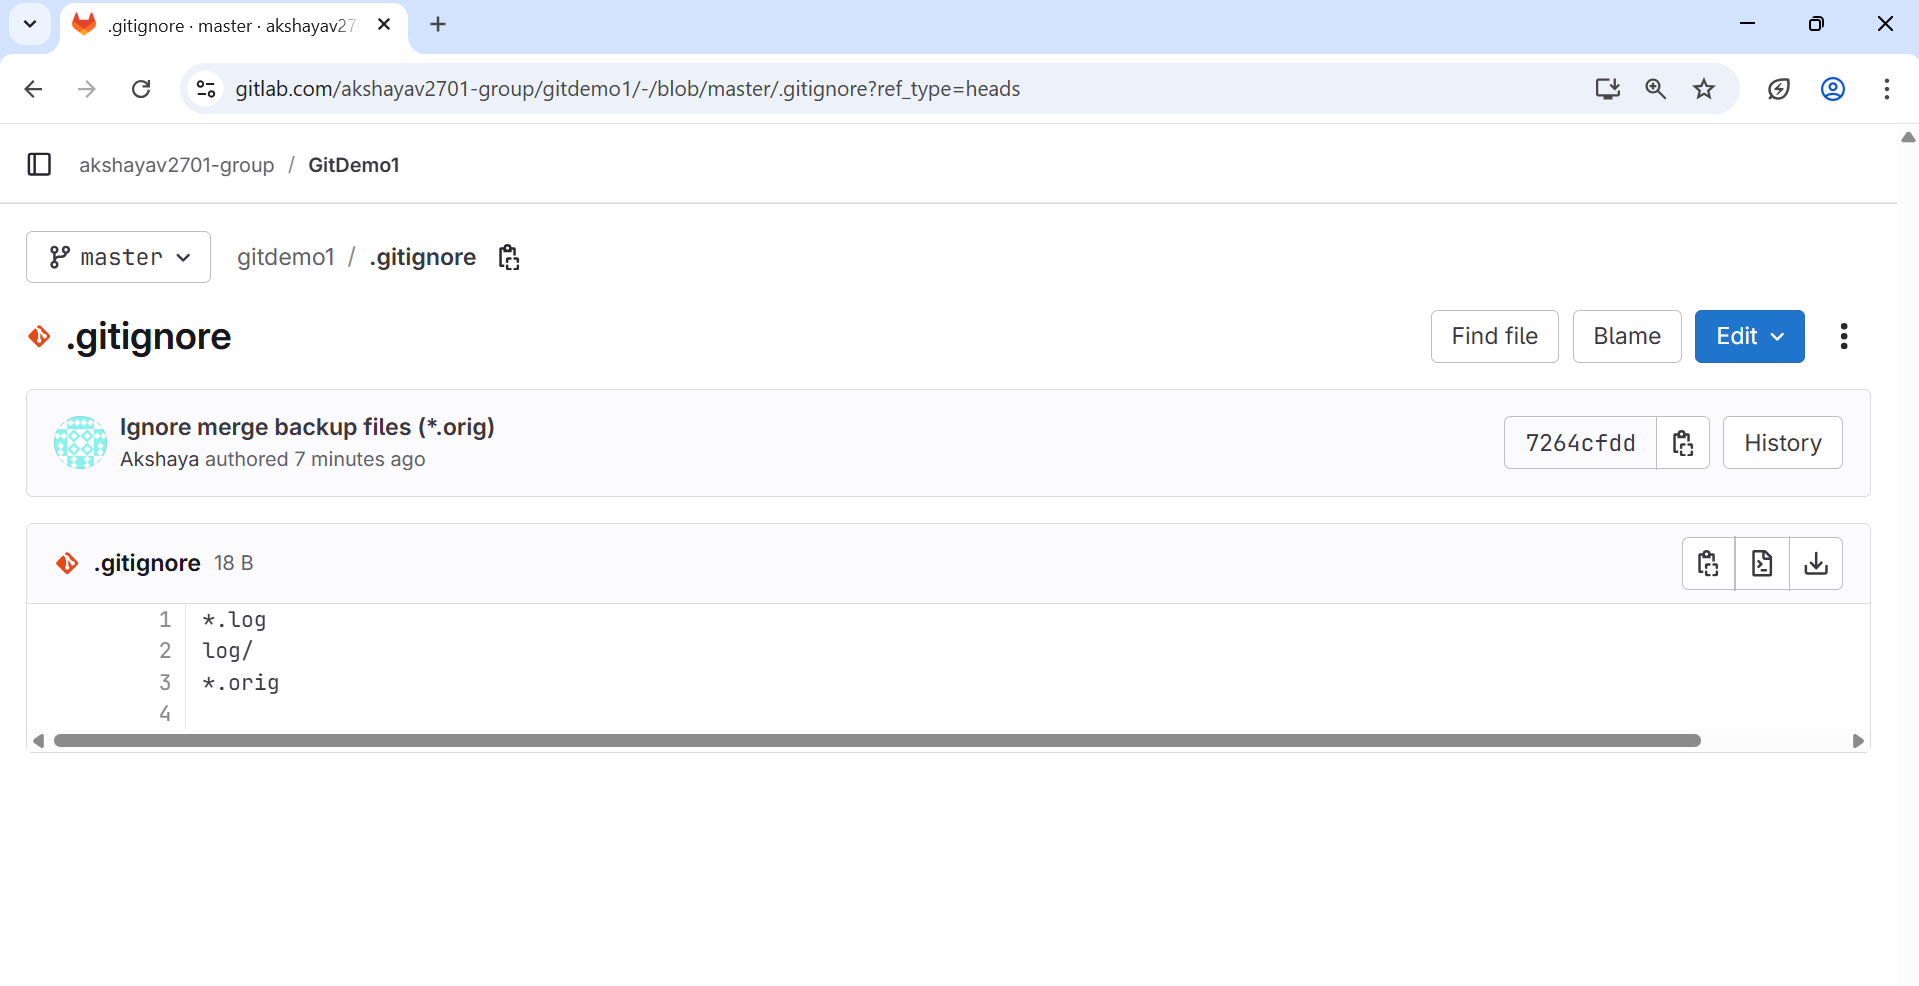 .gitignore · master · akshayav27
gitlab.com/akshayav2701-group/gitdemo1/-/blob/master/.gitignore?ref_type=heads
akshayav2701-group / GitDemo1
master gitdemo1 / .gitignore
.gitignore Find file Blame Edit
Ignore merge backup files (*.orig)
Akshaya authored 7 minutes ago
7264cfdd History
.gitignore 18 B
1 *.log
2 log/
3 *.orig
4